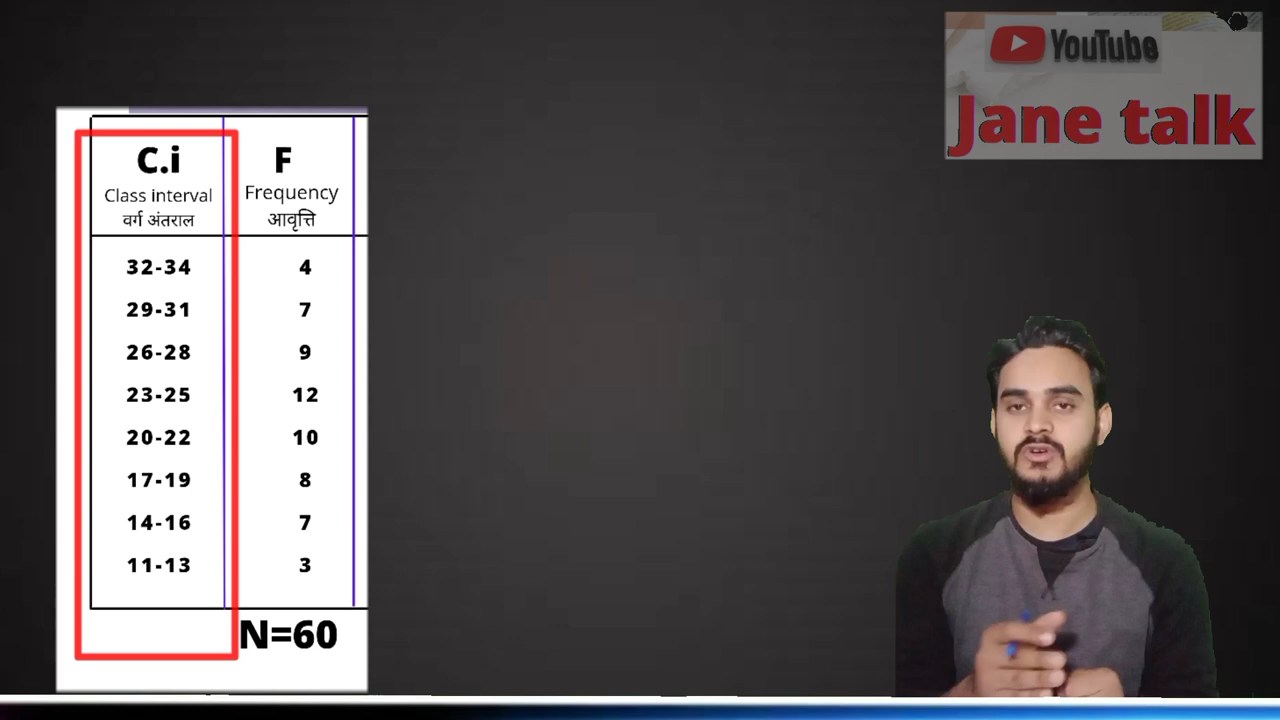 YouTube
Jane talk
C.i F
Class interval Frequency
वर्ग अंतराल आवृत्ति
32-34 4
29-31 7
26-28 9
23-25 12
20-22 10
17-19 8
14-16 7
11-13 3
N=60